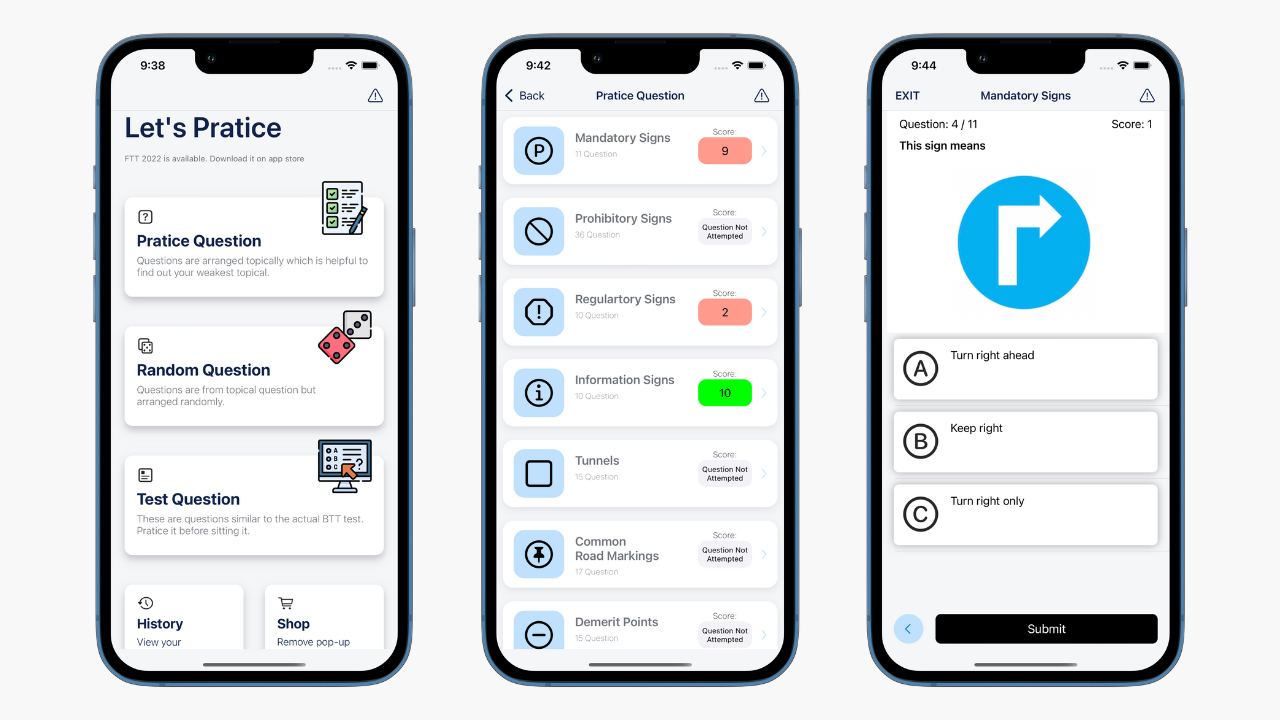 9:38
Let's Pratice
FTT 2022 is available. Download it on app store
Pratice Question
Questions are arranged topically which is helpful to
find out your weakest topical.
Random Question
Questions are from topical question but
arranged randomly.
A
B
C
?
Test Question
These are questions similar to the actual BTT test.
Pratice it before sitting it.
History
View your
Shop
Remove pop-up
9:42
Back
Pratice Question
P
Mandatory Signs
11 Question
Score:
9
Prohibitory Signs
36 Question
Score:
Question Not
Attempted
Regulartory Signs
10 Question
Score:
2
Information Signs
10 Question
Score:
10
Tunnels
15 Question
Score:
Question Not
Attempted
Common
Road Markings
17 Question
Score:
Question Not
Attempted
Demerit Points
15 Question
Score:
Question Not
Attempted
9:44
EXIT
Mandatory Signs
Question: 4 / 11
Score: 1
This sign means
A
Turn right ahead
B
Keep right
C
Turn right only
Submit